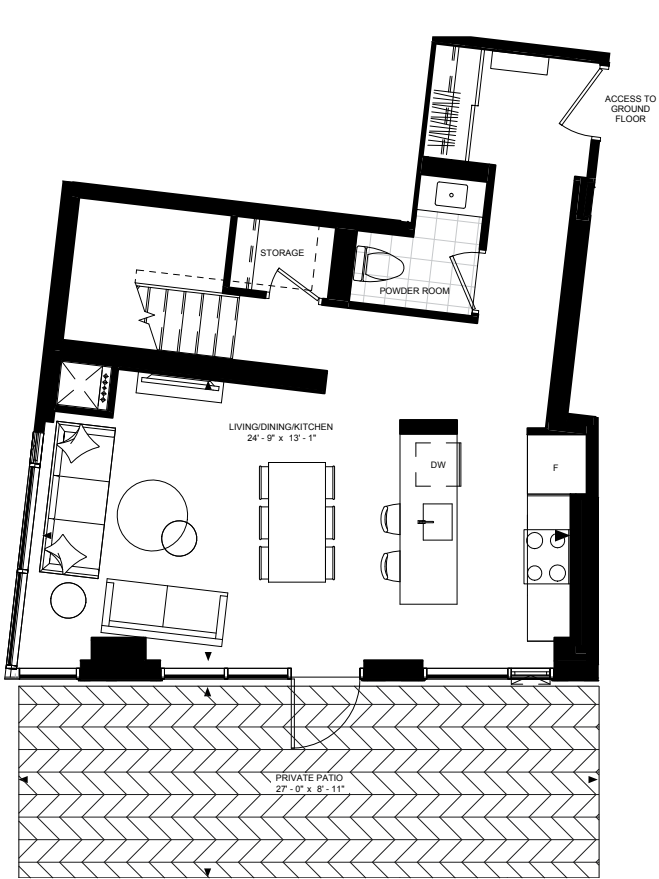 ACCESS TO
GROUND
FLOOR
STORAGE
POWDER ROOM
LIVING/DINING/KITCHEN
24' - 9" x 13' - 1"
DW
F
PRIVATE PATIO
27' - 0" x 8' - 11"